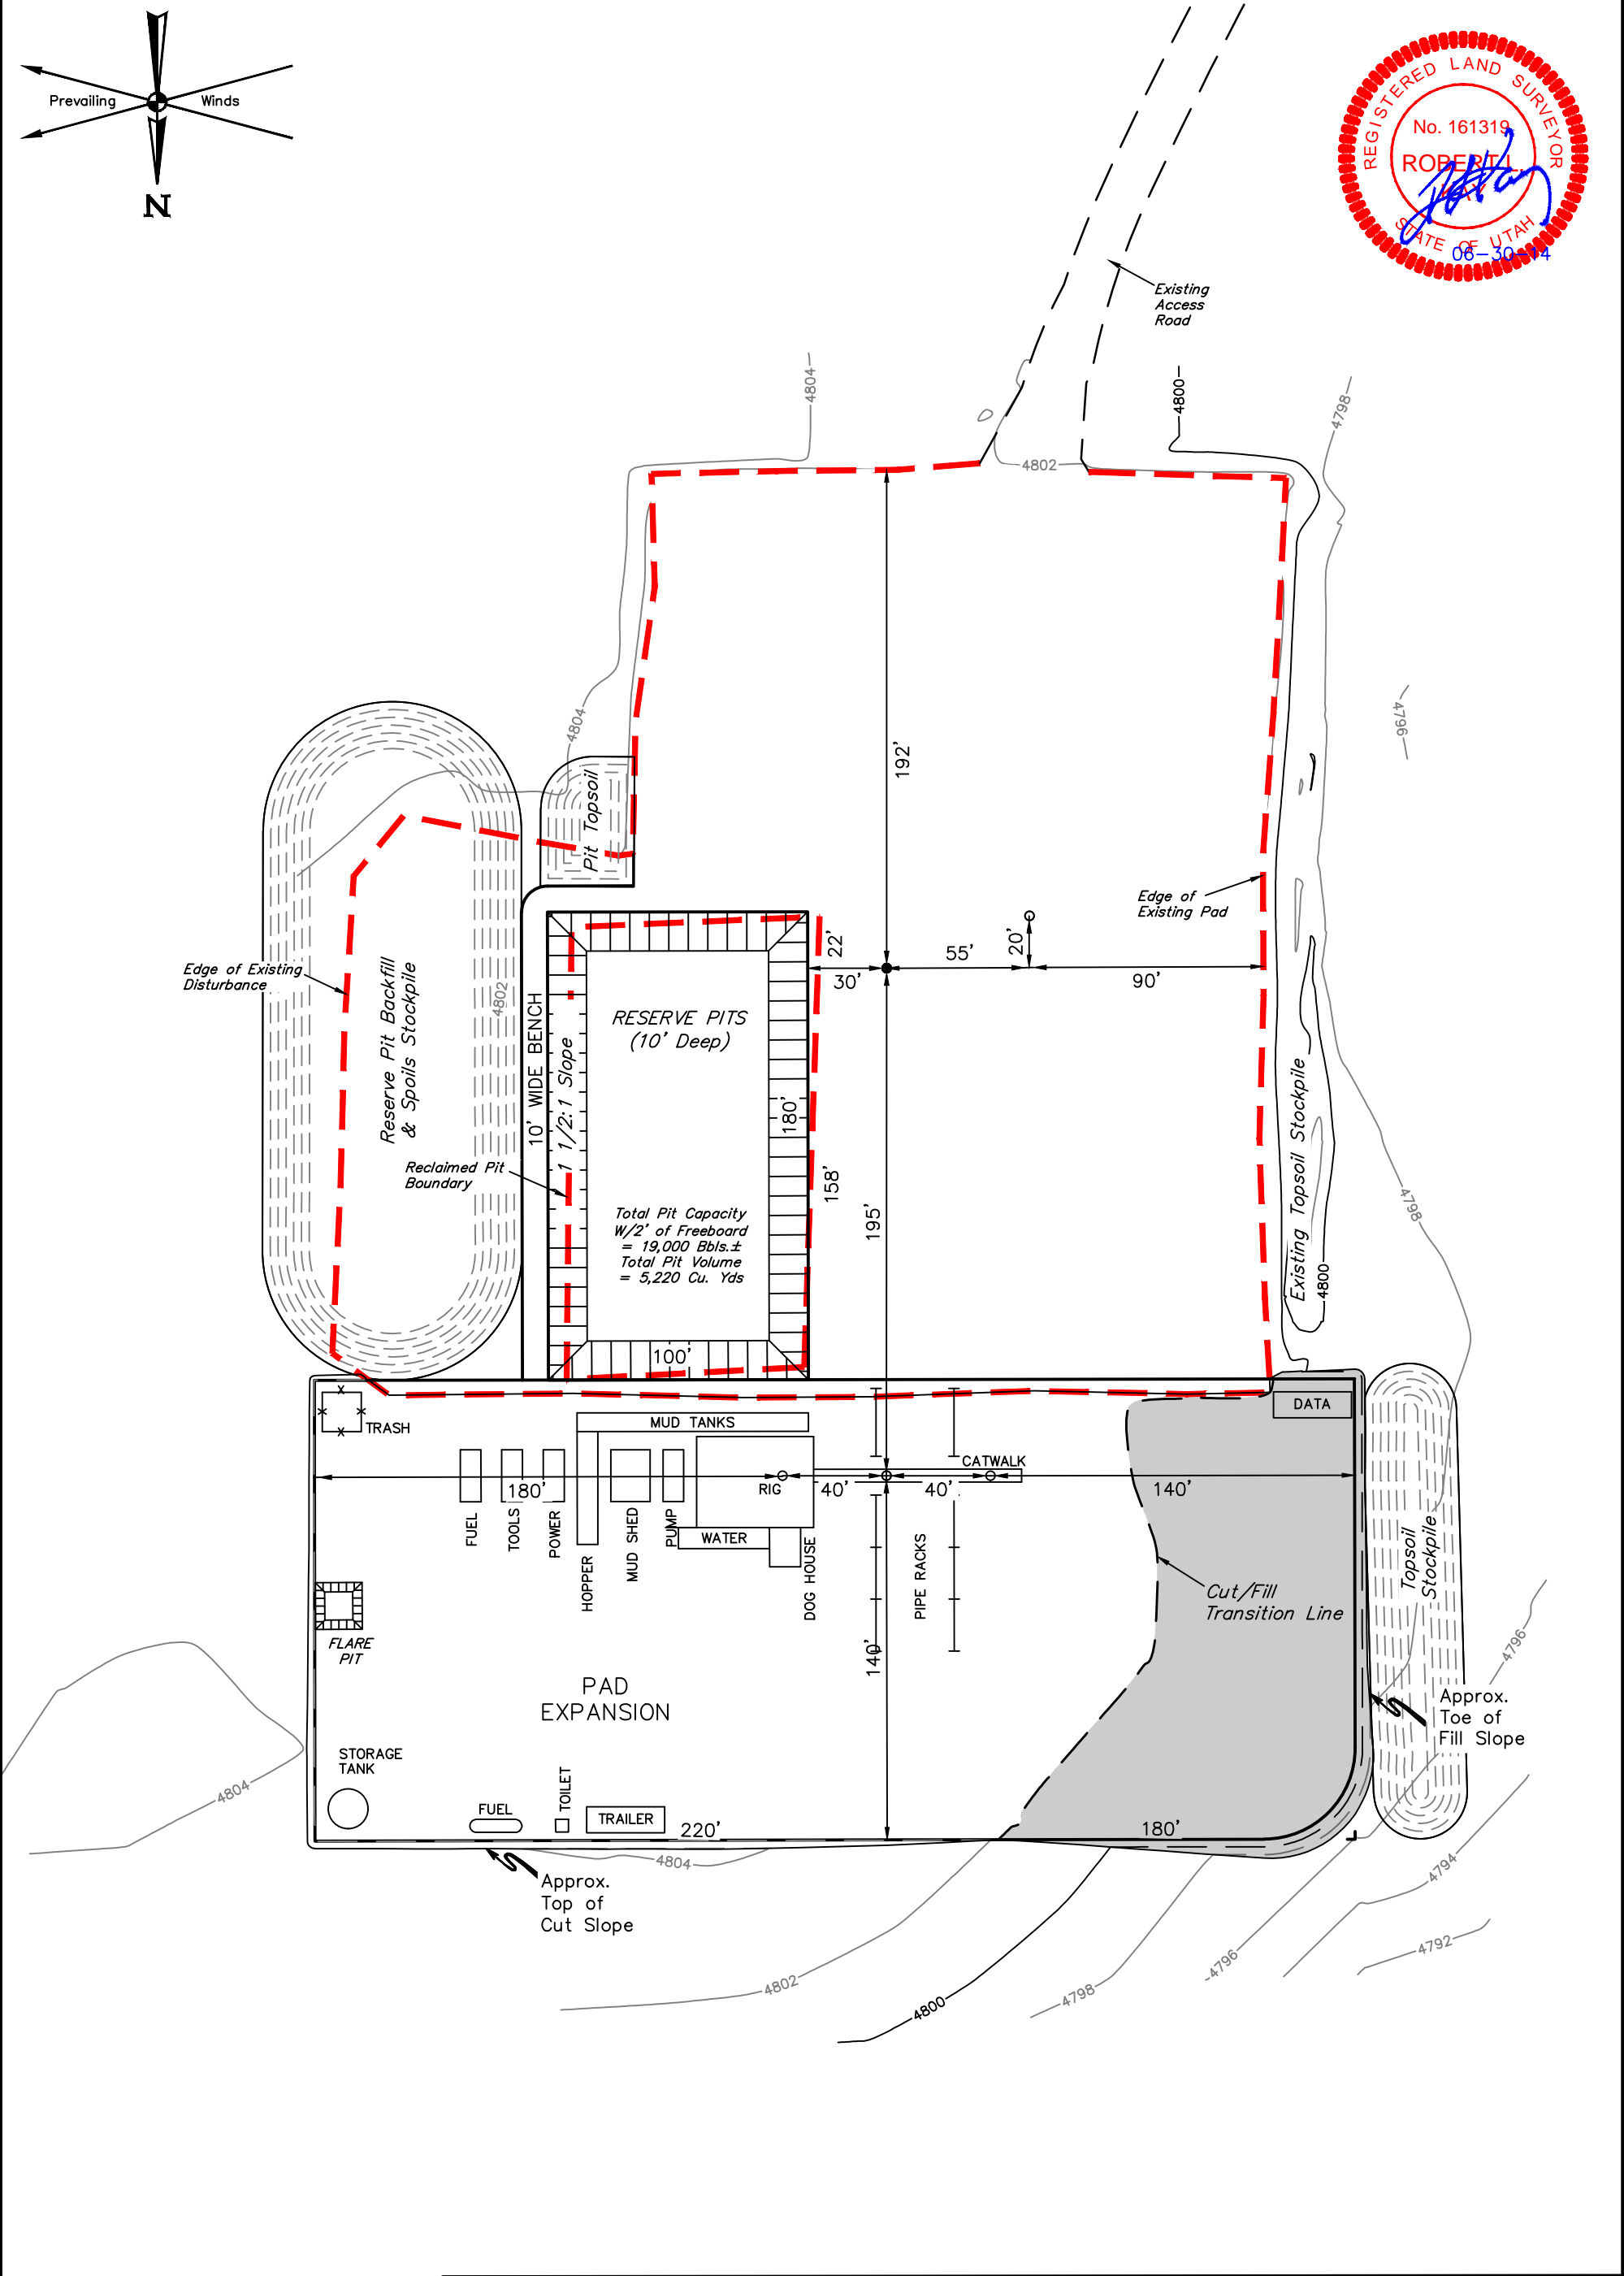 Prevailing Winds
N
REGISTERED LAND SURVEYOR
No. 161319
ROBERT L.
STATE OF UTAH
06-30-14
Existing
Access
Road
4804
4800
4798
4802
4804
4796
192'
Pit Topsoil
Edge of
Existing Pad
Edge of Existing
Disturbance
Reserve Pit Backfill
& Spoils Stockpile
4802
10' WIDE BENCH
1 1/2:1 Slope
RESERVE PITS
(10' Deep)
22'
30'
55'
20'
90'
180'
158'
195'
Reclaimed Pit
Boundary
Total Pit Capacity
W/2' of Freeboard
= 19,000 Bbls.±
Total Pit Volume
= 5,220 Cu. Yds
100'
Existing Topsoil Stockpile
4800
4798
TRASH
MUD TANKS
DATA
CATWALK
RIG
180'
40'
40'
140'
FUEL
TOOLS
POWER
HOPPER
MUD SHED
PUMP
WATER
DOG HOUSE
PIPE RACKS
140'
Cut/Fill
Transition Line
Topsoil
Stockpile
4796
FLARE
PIT
PAD
EXPANSION
Approx.
Toe of
Fill Slope
STORAGE
TANK
4804
FUEL
TOILET
TRAILER
220'
180'
4804
Approx.
Top of
Cut Slope
4802
4800
4798
4796
4794
4792